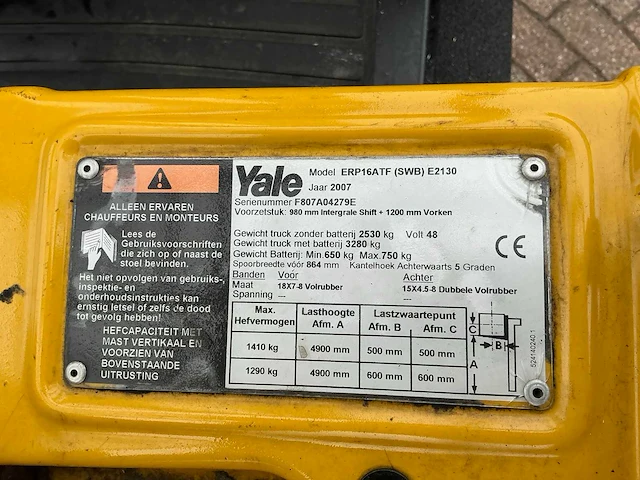 ALLEEN ERVAREN
CHAUFFEURS EN MONTEURS
Lees de
Gebruiksvoorschriften
die zich op of naast de
stoel bevinden.
Het niet opvolgen van gebruiks-,
inspektie- en
onderhoudsinstrukties kan
ernstig letsel of zelfs de dood
tot gevolg hebben!
HEFCAPACITEIT MET
MAST VERTIKAAL EN
VOORZIEN VAN
BOVENSTAANDE
UITRUSTING
Yale Model ERP16ATF (SWB) E2130
Jaar 2007
Serienummer F807A04279E
Voorzetstuk: 980 mm Intergrale Shift + 1200 mm Vorken
Gewicht truck zonder batterij 2530 kg Volt 48
Gewicht truck met batterij 3280 kg
Gewicht Batterij: Min.650 kg Max.750 kg
Spoorbreedte vóór 864 mm Kantelhoek Achterwaarts 5 Graden
CE
Banden Vóór Achter
Maat 18X7-8 Volrubber 15X4.5-8 Dubbele Volrubber
Spanning --- ---
Max. Hefvermogen Lasthoogte Afm. A Lastzwaartepunt Afm. B Afm. C
1410 kg 4900 mm 500 mm 500 mm
1290 kg 4900 mm 600 mm 600 mm
C
B
A
524140240.1